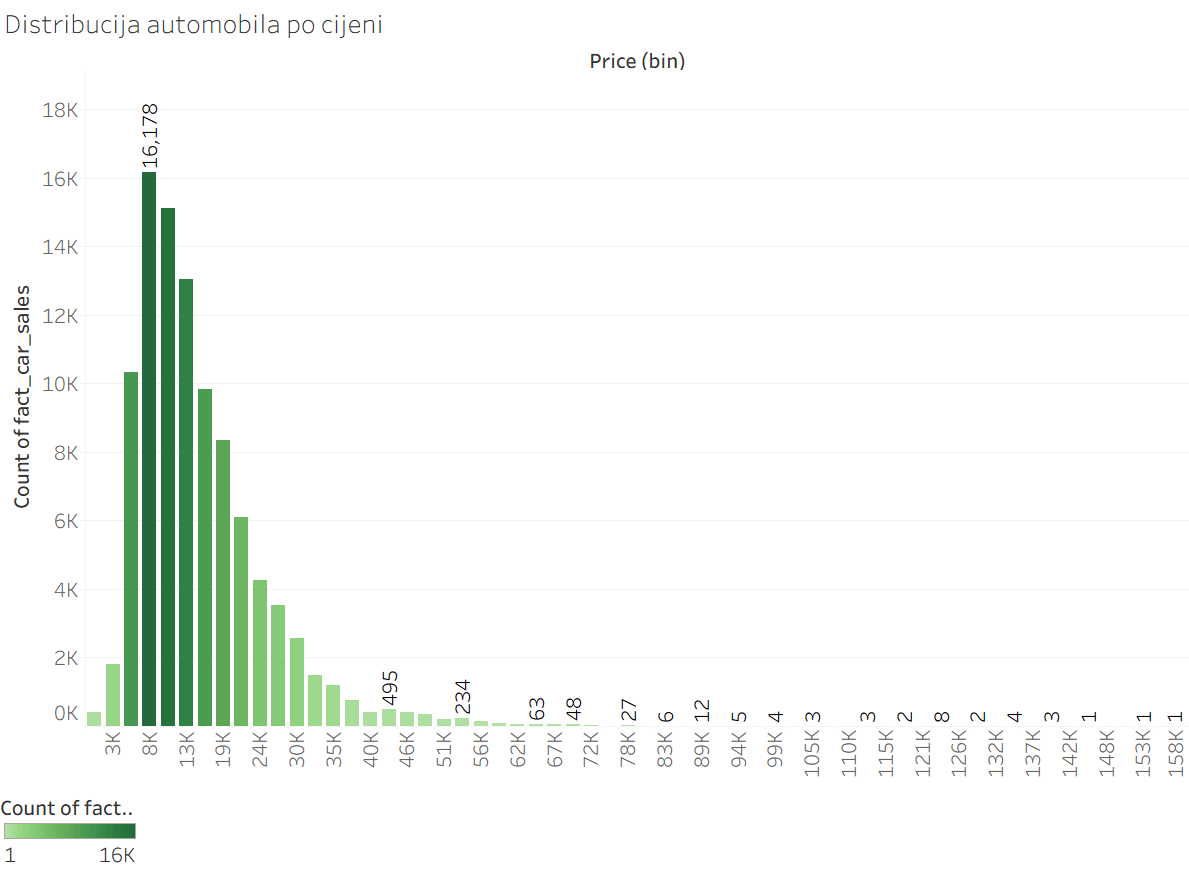 Distribucija automobila po cijeni
Price (bin)
Count of fact_car_sales
18K
16K
14K
12K
10K
8K
6K
4K
2K
0K
16,178
495
234
63
48
27
6
12
5
4
3
3
2
8
2
4
3
1
1
1
3K
8K
13K
19K
24K
30K
35K
40K
46K
51K
56K
62K
67K
72K
78K
83K
89K
94K
99K
105K
110K
115K
121K
126K
132K
137K
142K
148K
153K
158K
Count of fact..
1 16K